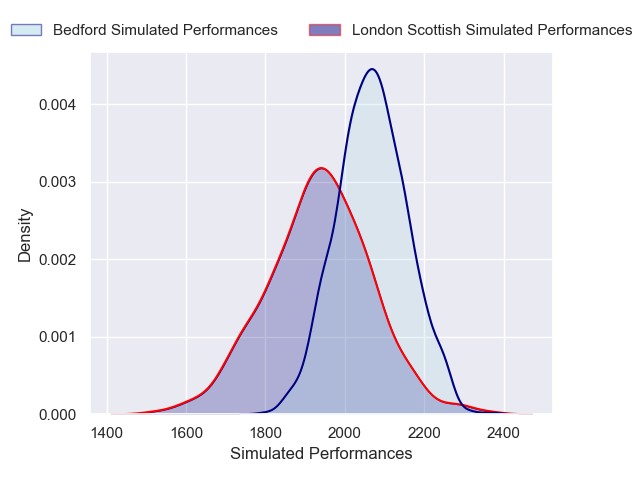 Bedford Simulated Performances
London Scottish Simulated Performances
Density
0.004
0.003
0.002
0.001
0.000
1400 1600 1800 2000 2200 2400
Simulated Performances